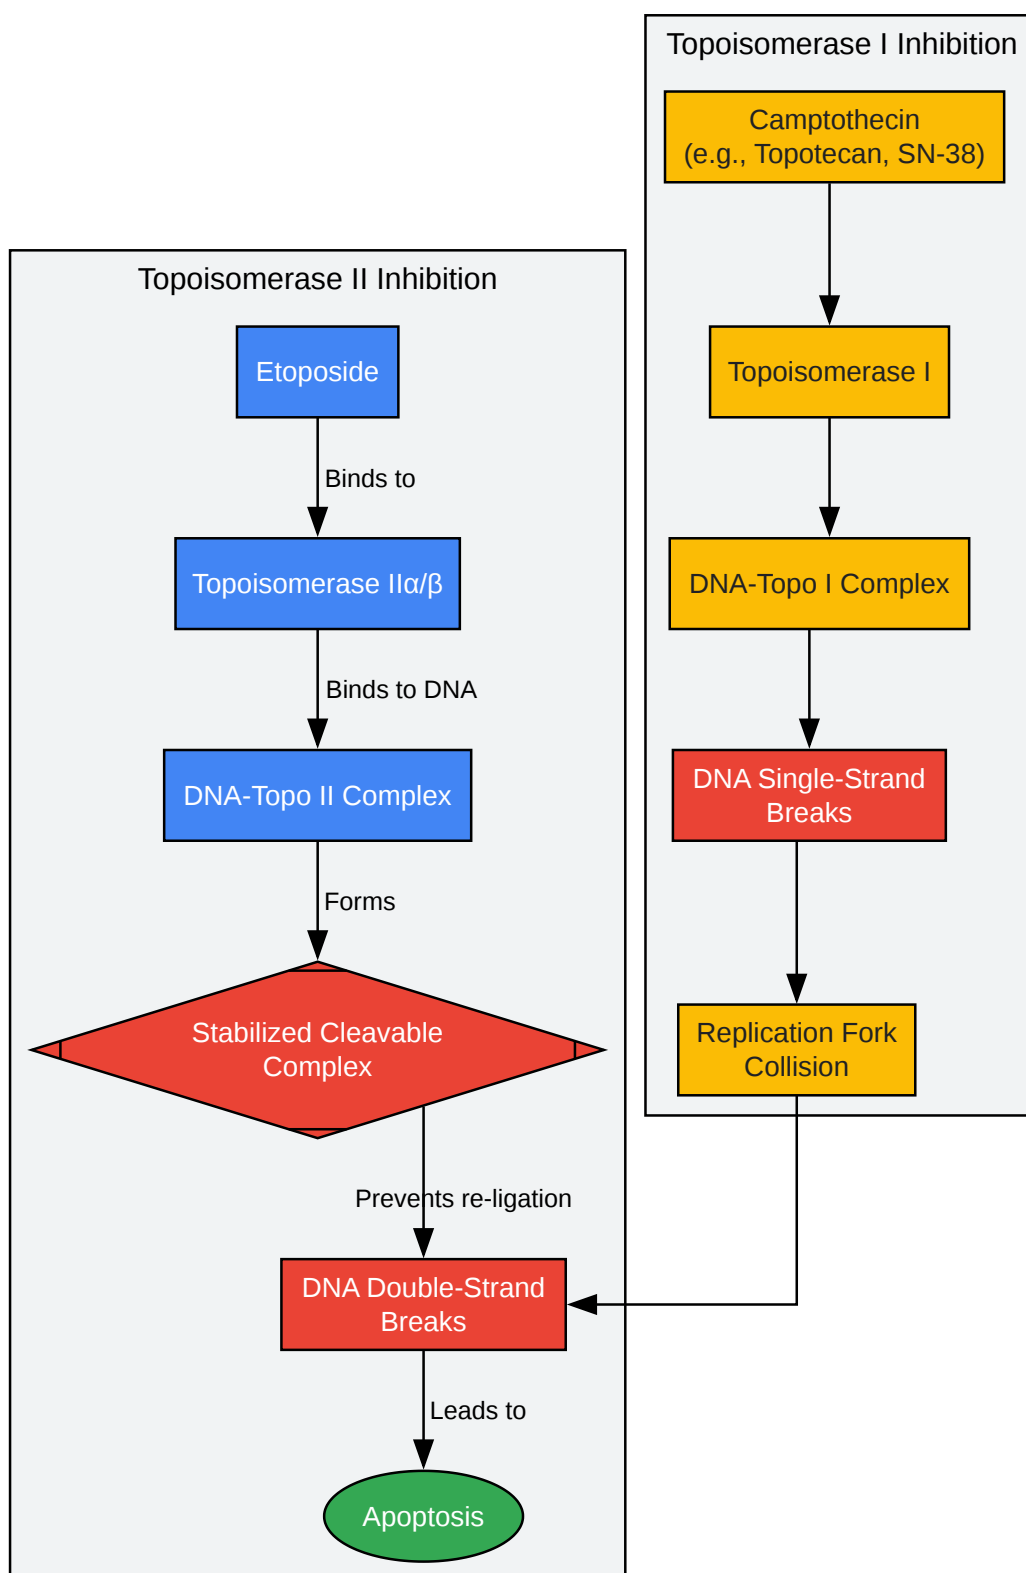 Topoisomerase I Inhibition
Camptothecin
(e.g., Topotecan, SN-38)
Topoisomerase I
DNA-Topo I Complex
DNA Single-Strand
Breaks
Replication Fork
Collision
Topoisomerase II Inhibition
Etoposide
Binds to
Topoisomerase IIα/β
Binds to DNA
DNA-Topo II Complex
Forms
Stabilized Cleavable
Complex
Prevents re-ligation
DNA Double-Strand
Breaks
Leads to
Apoptosis